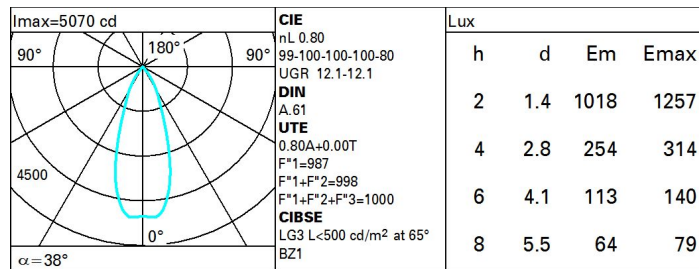 Imax=5070 cd
90°
180°
90°
4500
0°
α=38°
CIE
nL 0.80
99-100-100-100-80
UGR 12.1-12.1
DIN
A.61
UTE
0.80A+0.00T
F"1=987
F"1+F"2=998
F"1+F"2+F"3=1000
CIBSE
LG3 L<500 cd/m² at 65°
BZ1
Lux
h d Em Emax
2 1.4 1018 1257
4 2.8 254 314
6 4.1 113 140
8 5.5 64 79